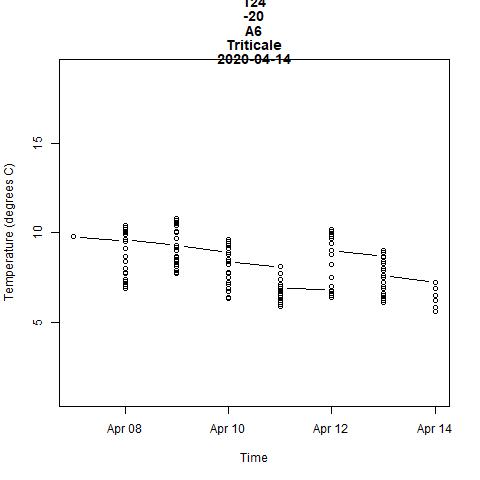 124
-20
A6
Triticale
2020-04-14
Temperature (degrees C)
15
10
5
Apr 08
Apr 10
Apr 12
Apr 14
Time